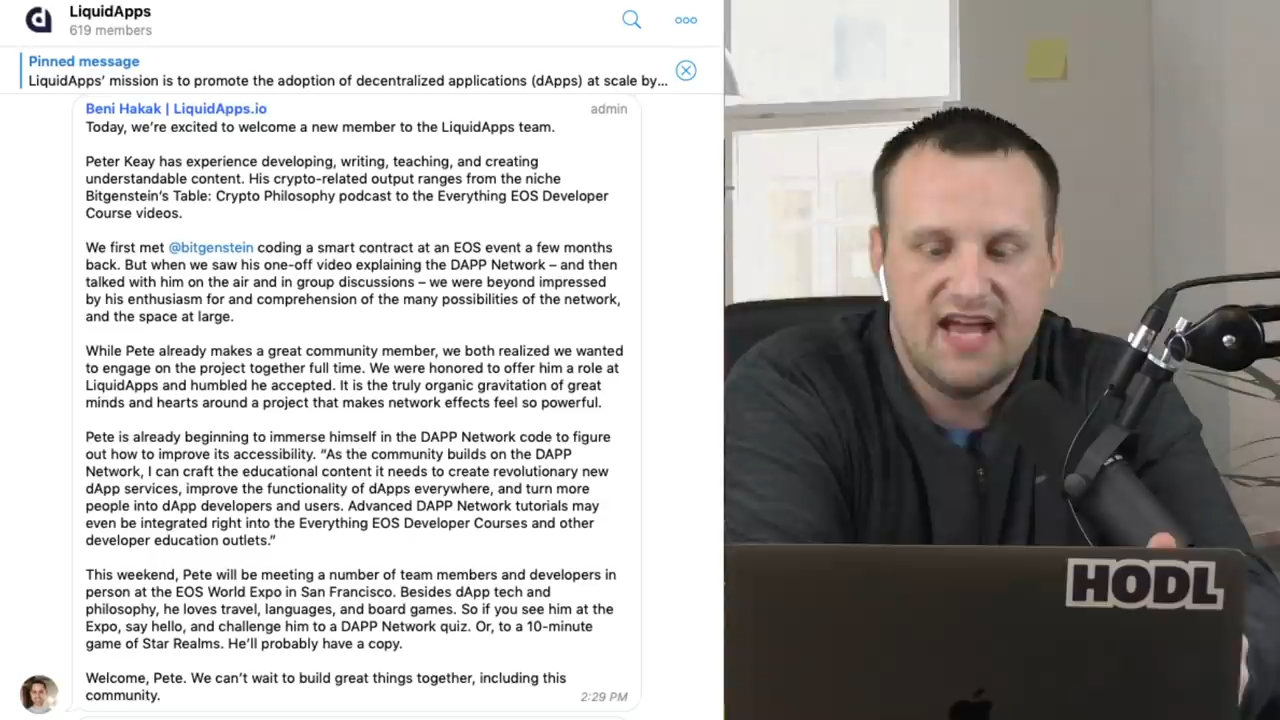 LiquidApps
619 members
Pinned message
LiquidApps' mission is to promote the adoption of decentralized applications (dApps) at scale by...
Beni Hakak | LiquidApps.io
admin
Today, we're excited to welcome a new member to the LiquidApps team.
Peter Keay has experience developing, writing, teaching, and creating
understandable content. His crypto-related output ranges from the niche
Bitgenstein's Table: Crypto Philosophy podcast to the Everything EOS Developer
Course videos.
We first met @bitgenstein coding a smart contract at an EOS event a few months
back. But when we saw his one-off video explaining the DAPP Network – and then
talked with him on the air and in group discussions – we were beyond impressed
by his enthusiasm for and comprehension of the many possibilities of the network,
and the space at large.
While Pete already makes a great community member, we both realized we wanted
to engage on the project together full time. We were honored to offer him a role at
LiquidApps and humbled he accepted. It is the truly organic gravitation of great
minds and hearts around a project that makes network effects feel so powerful.
Pete is already beginning to immerse himself in the DAPP Network code to figure
out how to improve its accessibility. “As the community builds on the DAPP
Network, I can craft the educational content it needs to create revolutionary new
dApp services, improve the functionality of dApps everywhere, and turn more
people into dApp developers and users. Advanced DAPP Network tutorials may
even be integrated right into the Everything EOS Developer Courses and other
developer education outlets.”
This weekend, Pete will be meeting a number of team members and developers in
person at the EOS World Expo in San Francisco. Besides dApp tech and
philosophy, he loves travel, languages, and board games. So if you see him at the
Expo, say hello, and challenge him to a DAPP Network quiz. Or, to a 10-minute
game of Star Realms. He'll probably have a copy.
Welcome, Pete. We can't wait to build great things together, including this
community.
2:29 PM
HODL